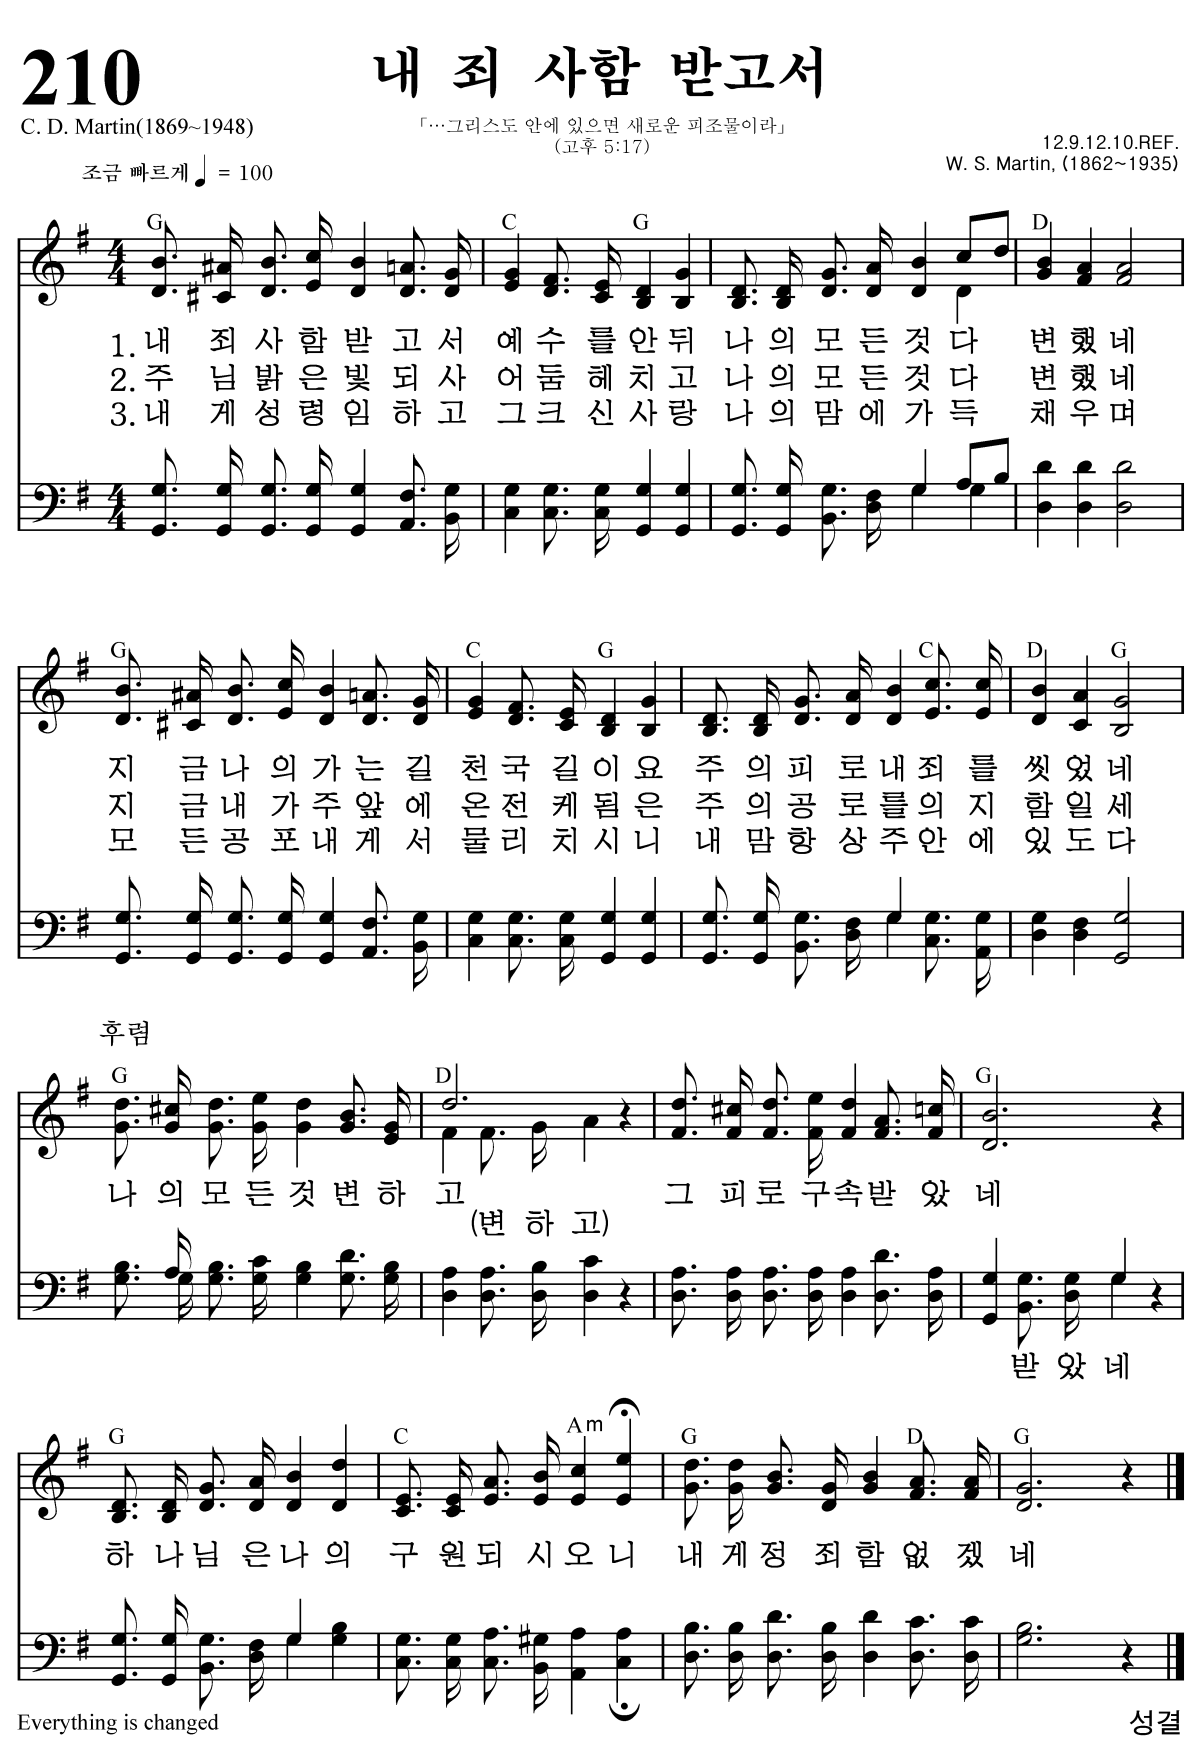 210
내 죄 사함 받고서
C. D. Martin(1869~1948)
「…그리스도 안에 있으면 새로운 피조물이라」
(고후 5:17)
12.9.12.10.REF.
W. S. Martin, (1862~1935)
조금 빠르게 ♩ = 100
G C G D
1. 내 죄 사 함 받 고 서 예 수 를 안 뒤 나 의 모 든 것 다 변 했 네
2. 주 님 밝 은 빛 되 사 어 둠 헤 치 고 나 의 모 든 것 다 변 했 네
3. 내 게 성 령 임 하 고 그 크 신 사 랑 나 의 맘 에 가 득 채 우 며
G C G C D G
지 금 나 의 가 는 길 천 국 길 이 요 주 의 피 로 내 죄 를 씻 었 네
지 금 내 가 주 앞 에 온 전 케 됨 은 주 의 공 로 를 의 지 함 일 세
모 든 공 포 내 게 서 물 리 치 시 니 내 맘 항 상 주 안 에 있 도 다
후렴
G D G
나 의 모 든 것 변 하 고 그 피 로 구 속 받 았 네
(변 하 고)
받 았 네
G C Am G D G
하 나 님 은 나 의 구 원 되 시 오 니 내 게 정 죄 함 없 겠 네
Everything is changed
성결